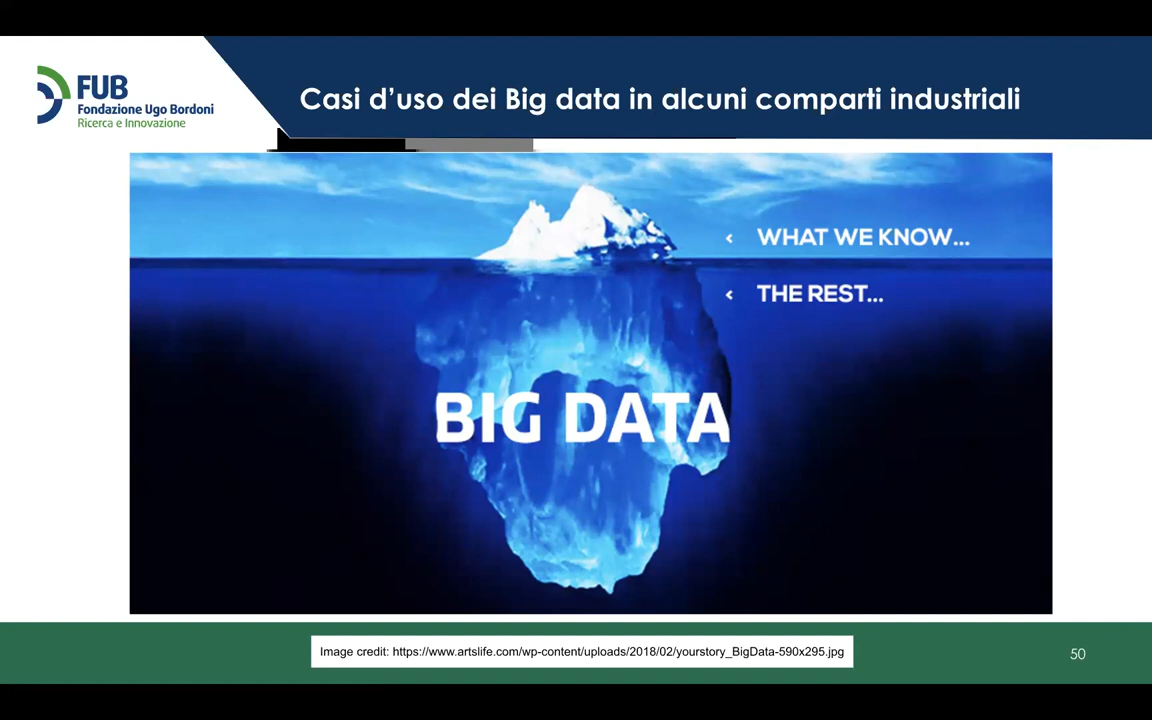 FUB
Fondazione Ugo Bordoni
Ricerca e Innovazione
Casi d’uso dei Big data in alcuni comparti industriali
‹ WHAT WE KNOW...
‹ THE REST...
BIG DATA
Image credit: https://www.artslife.com/wp-content/uploads/2018/02/yourstory_BigData-590x295.jpg
50